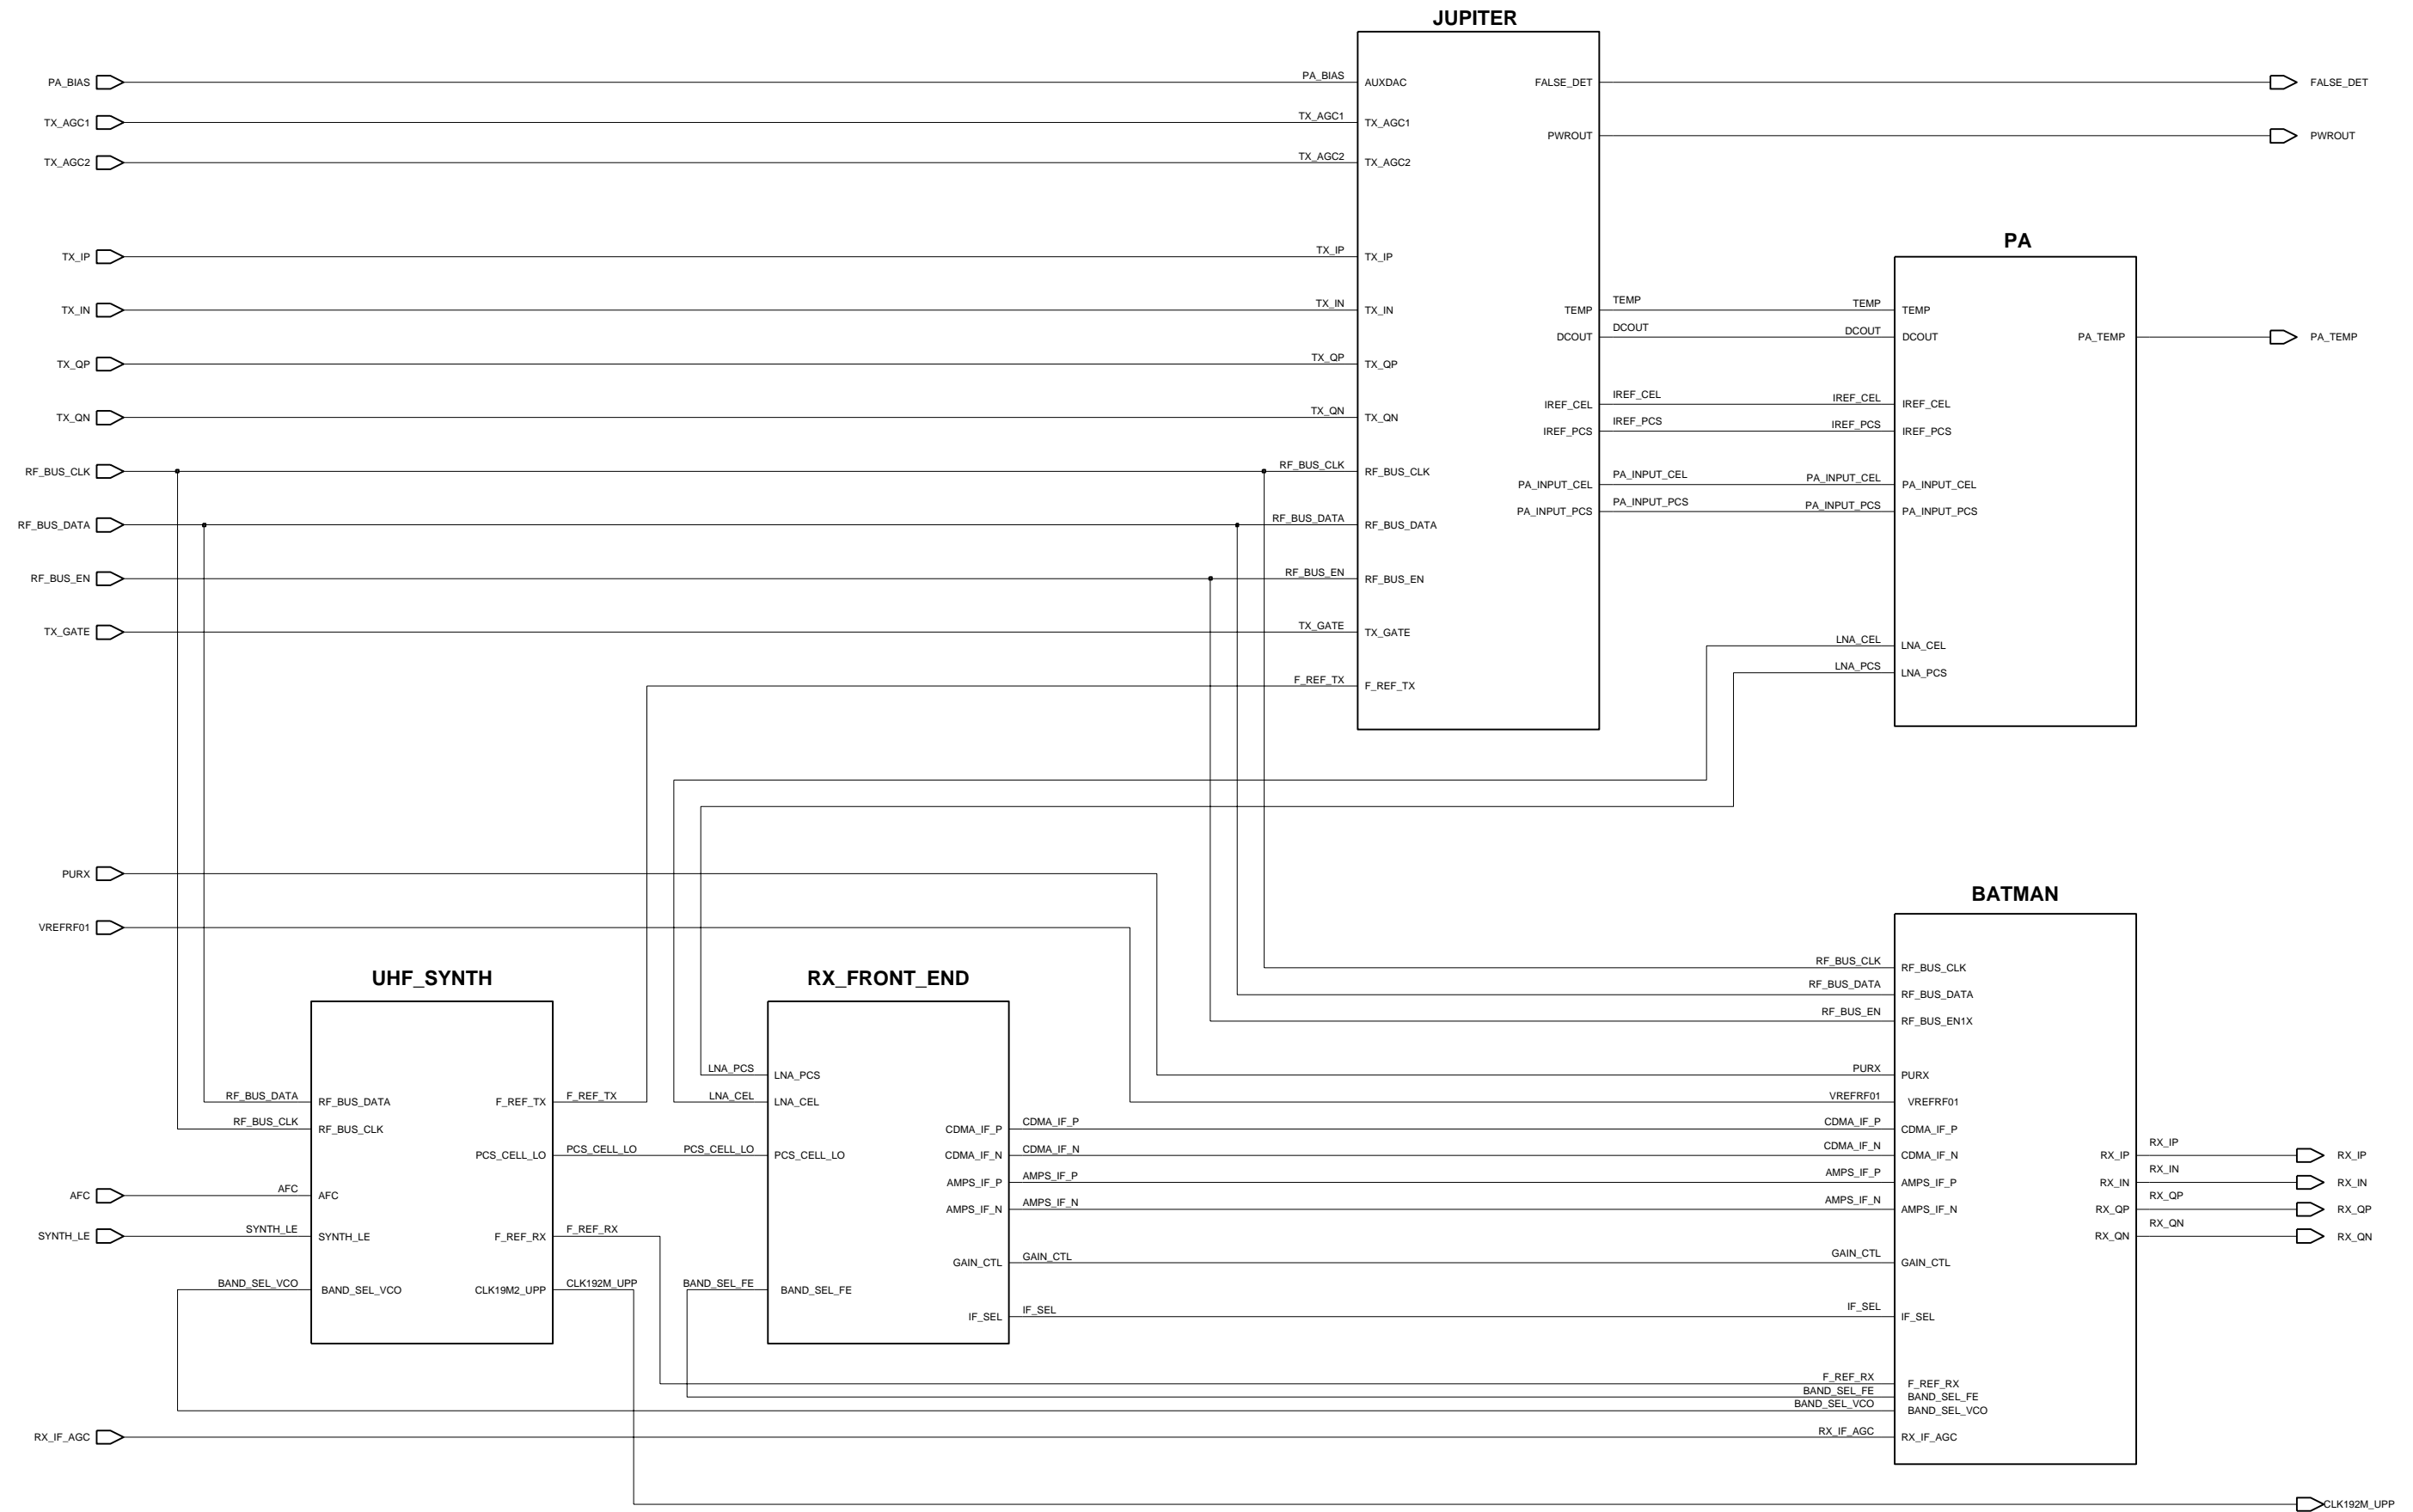 JUPITER
PA_BIAS PA_BIAS AUXDAC FALSE_DET FALSE_DET
TX_AGC1 TX_AGC1 TX_AGC1
PWROUT PWROUT
TX_AGC2 TX_AGC2 TX_AGC2
PA
TX_IP TX_IP TX_IP
TX_IN TX_IN TX_IN TEMP TEMP TEMP TEMP
DCOUT DCOUT DCOUT DCOUT PA_TEMP PA_TEMP
TX_QP TX_QP TX_QP
IREF_CEL IREF_CEL IREF_CEL IREF_CEL
TX_QN TX_QN TX_QN
IREF_PCS IREF_PCS IREF_PCS IREF_PCS
RF_BUS_CLK RF_BUS_CLK RF_BUS_CLK
PA_INPUT_CEL PA_INPUT_CEL PA_INPUT_CEL PA_INPUT_CEL
PA_INPUT_PCS PA_INPUT_PCS PA_INPUT_PCS PA_INPUT_PCS
RF_BUS_DATA RF_BUS_DATA RF_BUS_DATA
RF_BUS_EN RF_BUS_EN RF_BUS_EN
TX_GATE TX_GATE TX_GATE
LNA_CEL LNA_CEL
LNA_PCS LNA_PCS
F_REF_TX F_REF_TX
PURX
BATMAN
VREFRF01
UHF_SYNTH RX_FRONT_END
RF_BUS_CLK RF_BUS_CLK
RF_BUS_DATA RF_BUS_DATA
RF_BUS_EN RF_BUS_EN1X
LNA_PCS LNA_PCS PURX PURX
RF_BUS_DATA RF_BUS_DATA F_REF_TX F_REF_TX LNA_CEL LNA_CEL VREFRF01 VREFRF01
RF_BUS_CLK RF_BUS_CLK CDMA_IF_P CDMA_IF_P CDMA_IF_P CDMA_IF_P
PCS_CELL_LO PCS_CELL_LO PCS_CELL_LO PCS_CELL_LO CDMA_IF_N CDMA_IF_N CDMA_IF_N CDMA_IF_N RX_IP RX_IP RX_IP
AMPS_IF_P AMPS_IF_P AMPS_IF_P AMPS_IF_P RX_IN RX_IN RX_IN
AFC AFC AFC
AMPS_IF_N AMPS_IF_N AMPS_IF_N AMPS_IF_N RX_QP RX_QP RX_QP
SYNTH_LE SYNTH_LE SYNTH_LE F_REF_RX F_REF_RX RX_QN RX_QN RX_QN
GAIN_CTL GAIN_CTL GAIN_CTL GAIN_CTL
BAND_SEL_VCO BAND_SEL_VCO CLK19M2_UPP CLK192M_UPP BAND_SEL_FE BAND_SEL_FE
IF_SEL IF_SEL IF_SEL IF_SEL
F_REF_RX F_REF_RX
BAND_SEL_FE BAND_SEL_FE
BAND_SEL_VCO BAND_SEL_VCO
RX_IF_AGC RX_IF_AGC RX_IF_AGC
CLK192M_UPP